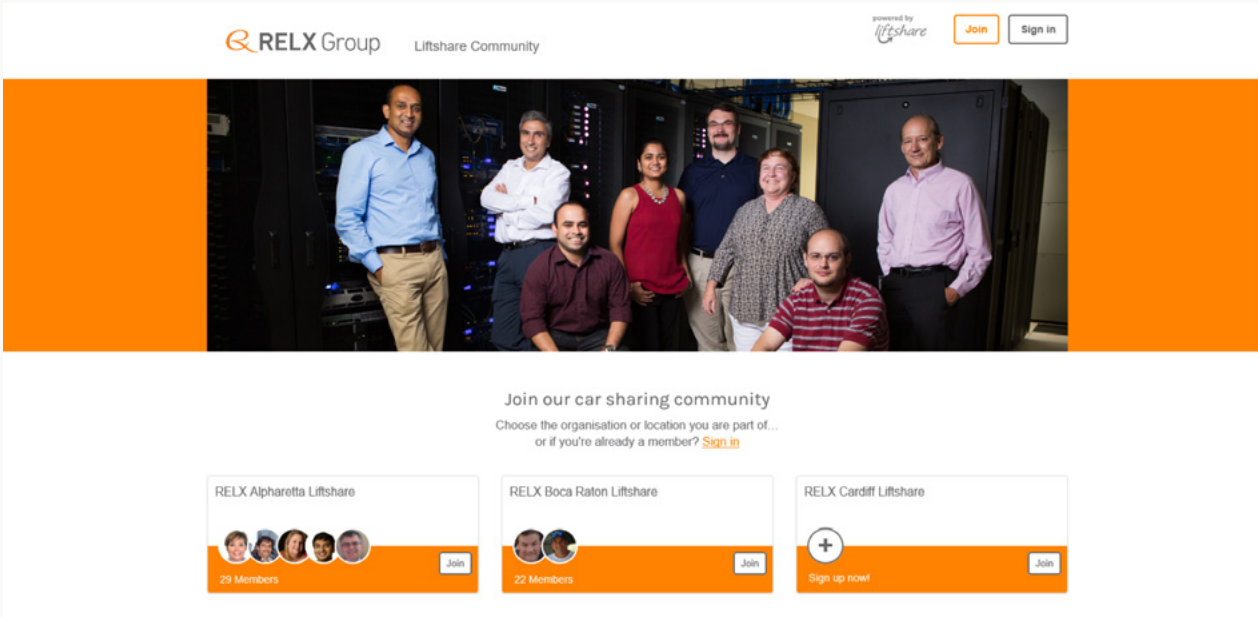 RELX Group
Liftshare Community
powered by
liftshare
Join
Sign in
Join our car sharing community
Choose the organisation or location you are part of...
or if you're already a member? Sign in
RELX Alpharetta Liftshare
29 Members
Join
RELX Boca Raton Liftshare
22 Members
Join
RELX Cardiff Liftshare
Sign up now!
Join